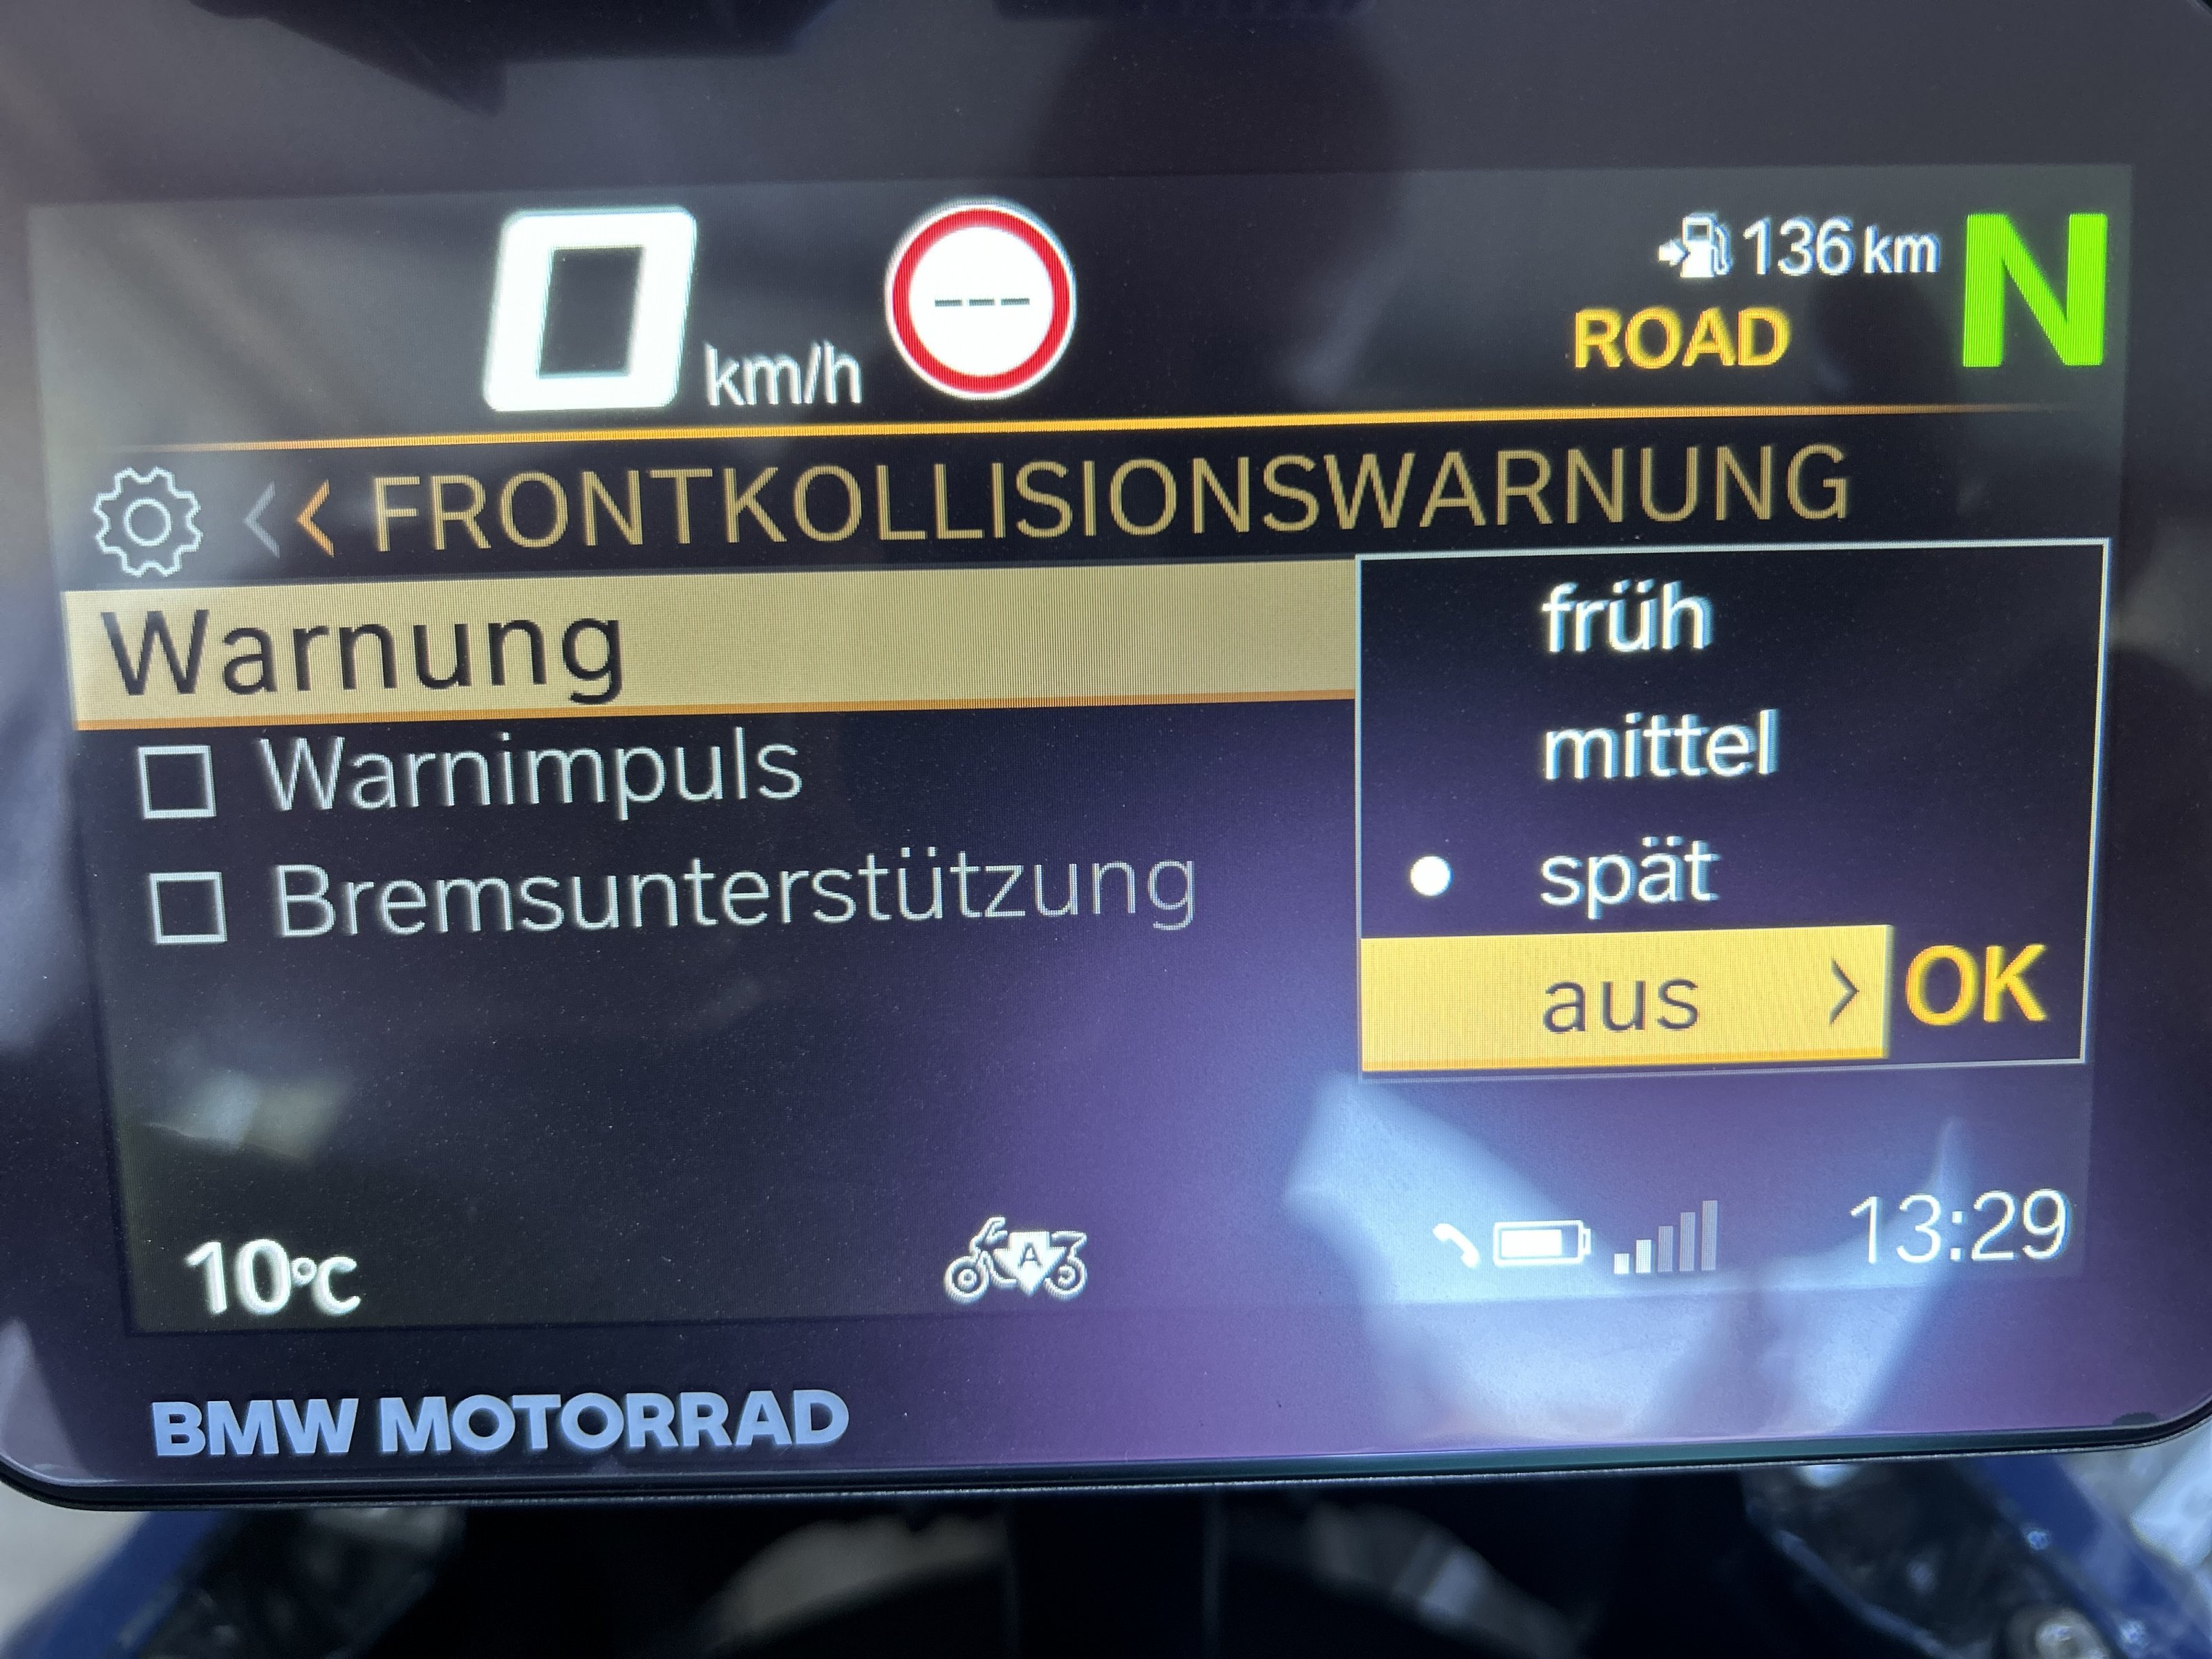 0 km/h
---
136 km
N
ROAD
FRONTKOLLISIONSWARNUNG
Warnung
früh
mittel
Warnimpuls
spät
Bremsunterstützung
aus > OK
10°C
A
13:29
BMW MOTORRAD